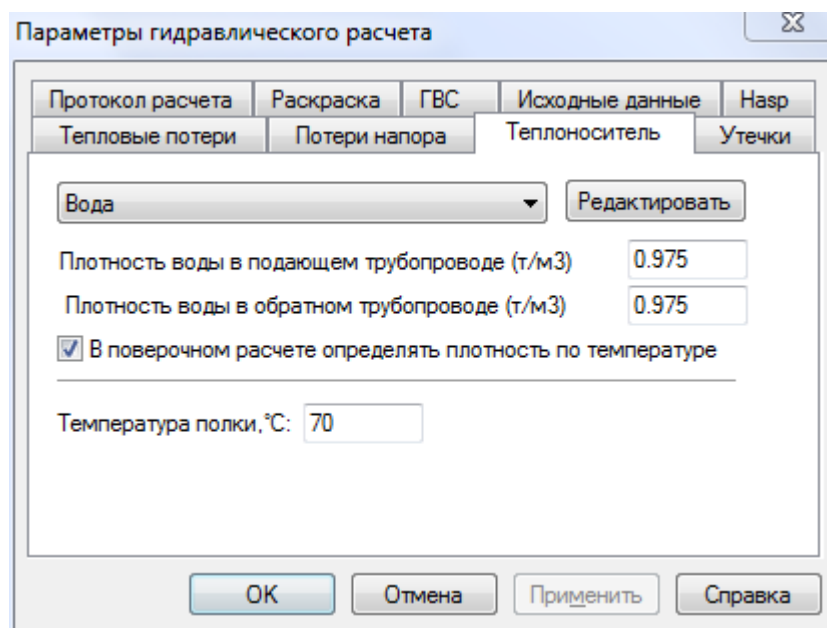 Параметры гидравлического расчета
Протокол расчета Раскраска ГВС Исходные данные Hasp
Тепловые потери Потери напора Теплоноситель Утечки
Вода Редактировать
Плотность воды в подающем трубопроводе (т/м3) 0.975
Плотность воды в обратном трубопроводе (т/м3) 0.975
В поверочном расчете определять плотность по температуре
Температура полки,°С: 70
ОК Отмена Применить Справка